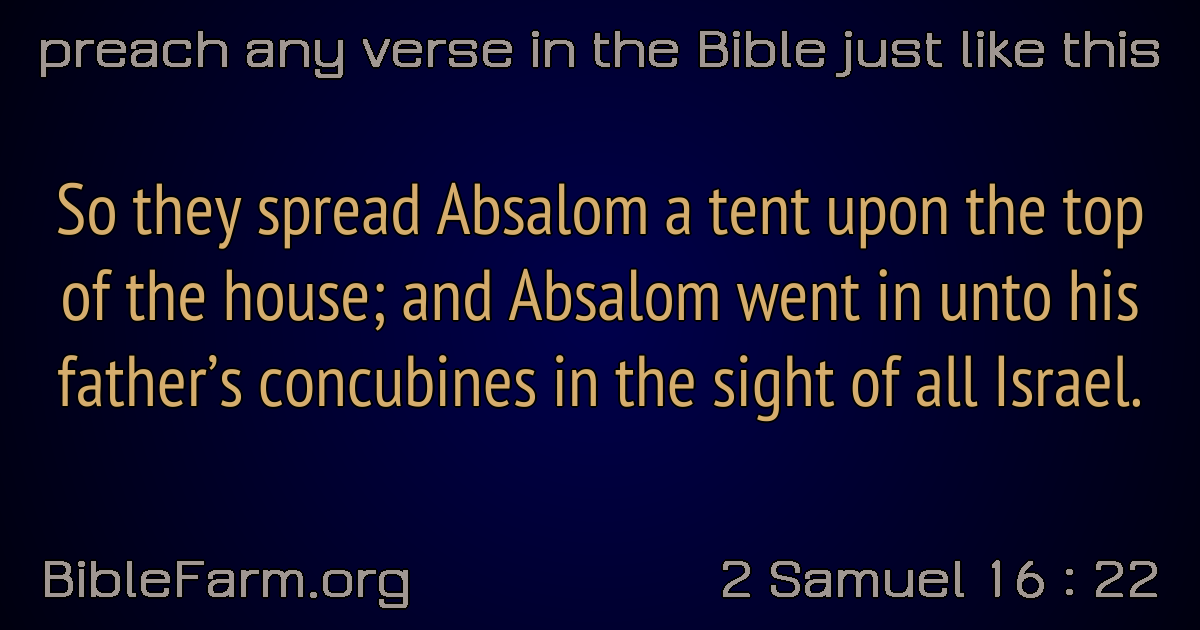 preach any verse in the Bible just like this
So they spread Absalom a tent upon the top
of the house; and Absalom went in unto his
father’s concubines in the sight of all Israel.
BibleFarm.org
2 Samuel 16 : 22